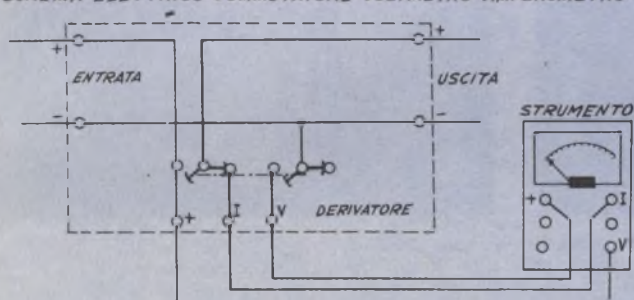 + +
ENTRATA USCITA
- -
STRUMENTO
+ I
+ I V DERIVATORE
V